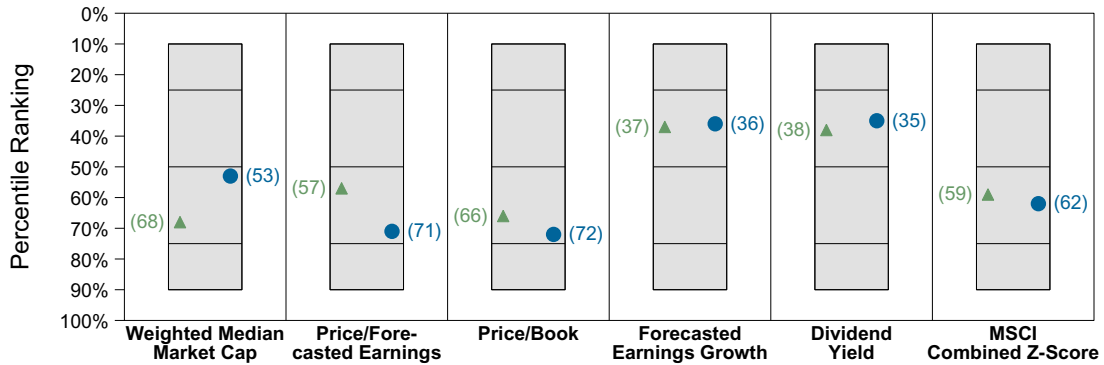 Percentile Ranking
0%
10%
20%
30%
40%
50%
60%
70%
80%
90%
100%
(68)
(53)
(57)
(71)
(66)
(72)
(37)
(36)
(38)
(35)
(59)
(62)
Weighted Median
Market Cap
Price/Fore-
casted Earnings
Price/Book
Forecasted
Earnings Growth
Dividend
Yield
MSCI
Combined Z-Score